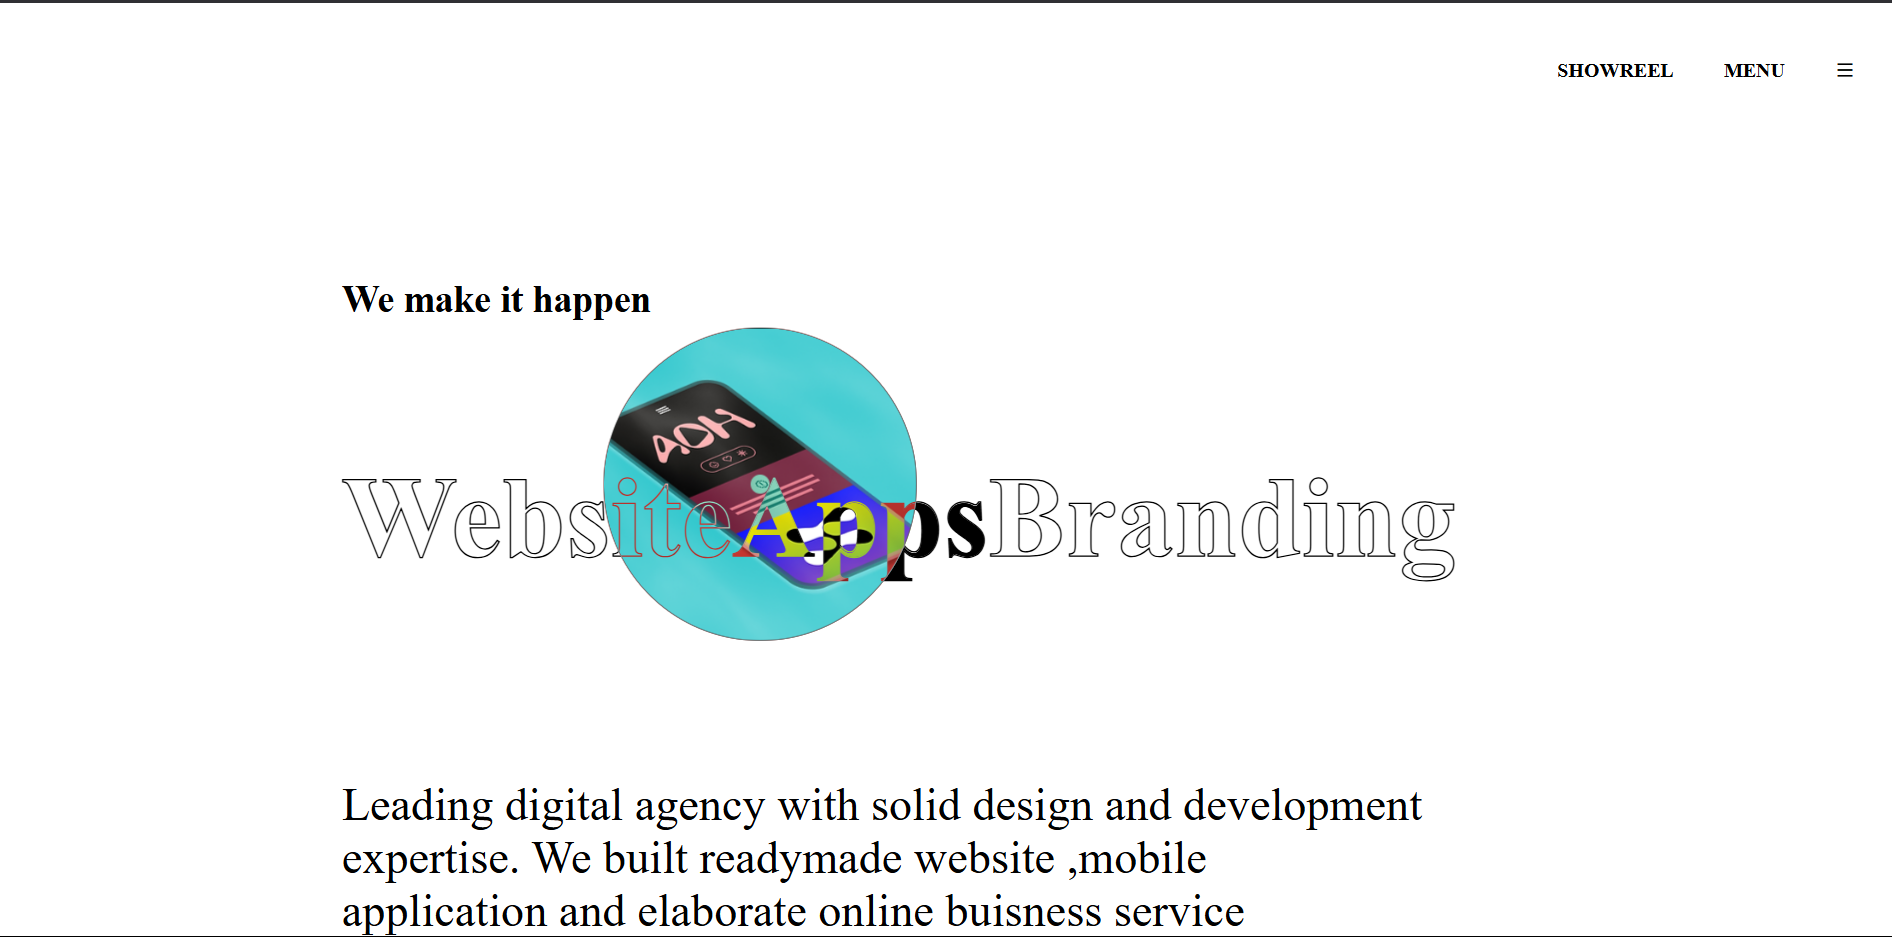 SHOWREEL MENU ☰
We make it happen
AOH
WebsiteAppsBranding
Leading digital agency with solid design and development
expertise. We built readymade website ,mobile
application and elaborate online buisness service